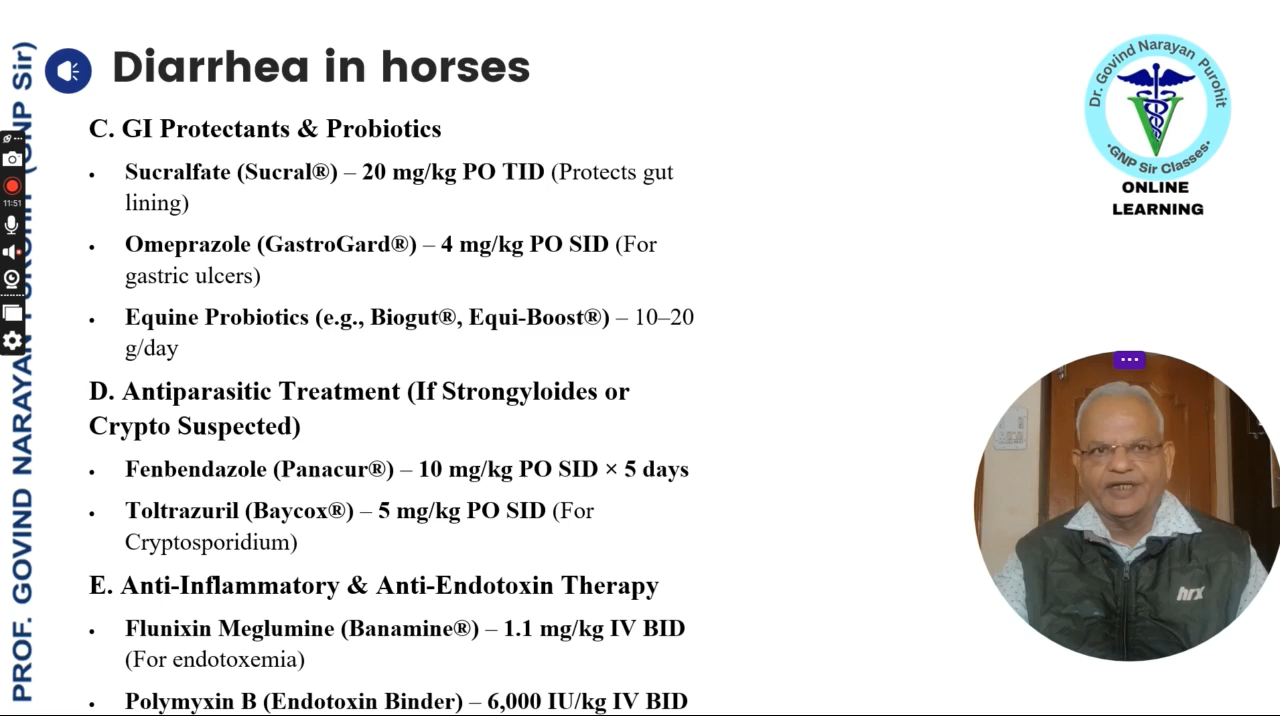 Diarrhea in horses
C. GI Protectants & Probiotics
• Sucralfate (Sucral®) – 20 mg/kg PO TID (Protects gut
lining)
• Omeprazole (GastroGard®) – 4 mg/kg PO SID (For
gastric ulcers)
• Equine Probiotics (e.g., Biogut®, Equi-Boost®) – 10–20
g/day
D. Antiparasitic Treatment (If Strongyloides or
Crypto Suspected)
• Fenbendazole (Panacur®) – 10 mg/kg PO SID × 5 days
• Toltrazuril (Baycox®) – 5 mg/kg PO SID (For
Cryptosporidium)
E. Anti-Inflammatory & Anti-Endotoxin Therapy
• Flunixin Meglumine (Banamine®) – 1.1 mg/kg IV BID
(For endotoxemia)
• Polymyxin B (Endotoxin Binder) – 6,000 IU/kg IV BID
PROF. GOVIND NARAYAN GNP Sir)
11:51
Dr. Govind Narayan Purohit
•GNP Sir Classes•
ONLINE
LEARNING
hrx